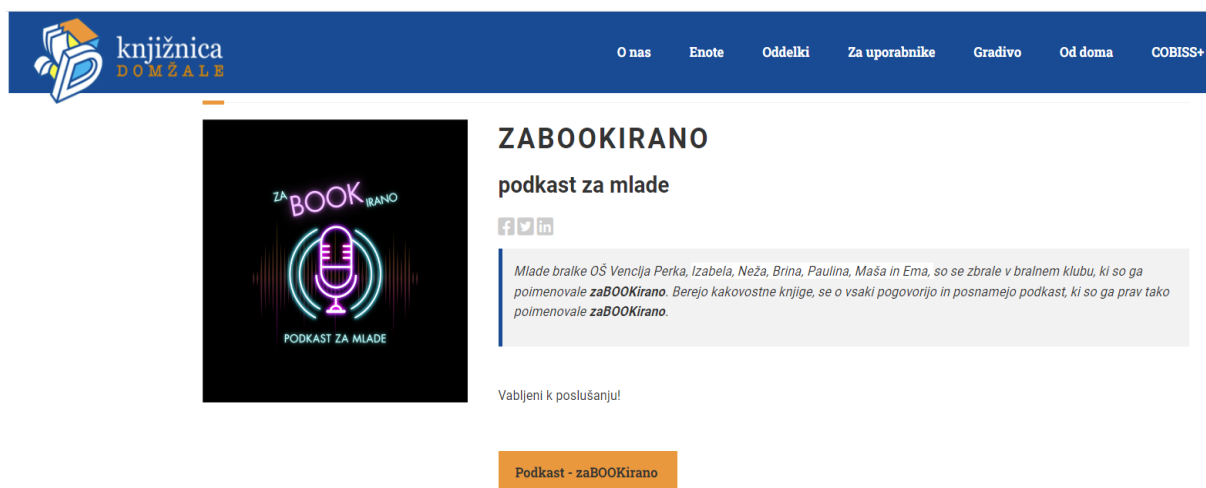 knjižnica
DOMŽALE
O nas Enote Oddelki Za uporabnike Gradivo Od doma COBISS+
ZABOOKIRANO
podkast za mlade
ZA BOOK IRANO
PODKAST ZA MLADE
Mlade bralke OŠ Venclja Perka, Izabela, Neža, Brina, Paulina, Maša in Ema, so se zbrale v bralnem klubu, ki so ga
poimenovale zaBOOKirano. Berejo kakovostne knjige, se o vsaki pogovorijo in posnamejo podkast, ki so ga prav tako
poimenovale zaBOOKirano.
Vabljeni k poslušanju!
Podkast - zaBOOKirano